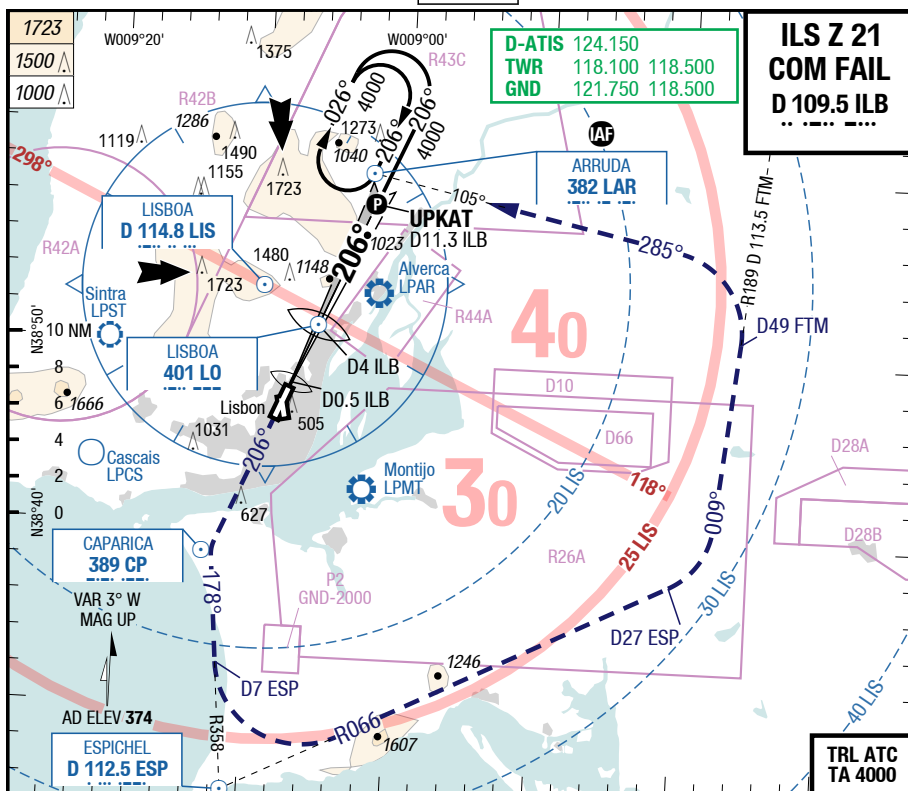 1723
1500
1000
W009°20'
1375
W009°00'
R43C
D-ATIS 124.150
TWR 118.100 118.500
GND 121.750 118.500
ILS Z 21
COM FAIL
D 109.5 ILB
R42B
1286
1119
1490
1155
026°
4000
206°
4000
1273
1040
206°
IAF
ARRUDA
382 LAR
298°
1723
105°
P
UPKAT
D11.3 ILB
LISBOA
D 114.8 LIS
R42A
1023
206°
285°
R189 D 113.5 FTM
1480
1148
1723
Alverca
LPAR
Sintra
LPST
R44A
40
N38°50'
10 NM
8
6
4
2
0
N38°40'
D49 FTM
LISBOA
401 LO
D4 ILB
D0.5 ILB
D10
D66
1666
Lisbon
505
1031
206°
Cascais
LPCS
Montijo
LPMT
30
118°
D28A
D28B
627
20 LIS
009°
25 LIS
CAPARICA
389 CP
R26A
30 LIS
178°
P2
GND-2000
VAR 3° W
MAG UP
D27 ESP
1246
D7 ESP
40 LIS
AD ELEV 374
R358
R066
1607
ESPICHEL
D 112.5 ESP
TRL ATC
TA 4000